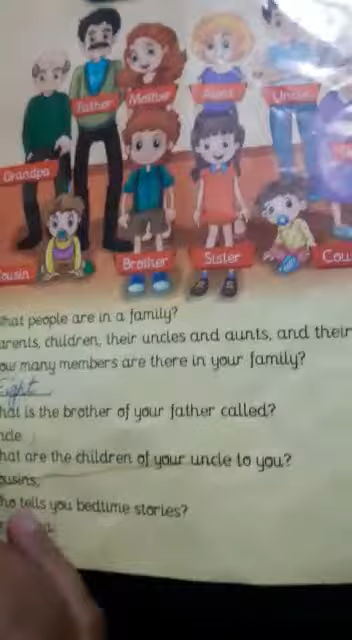 Father
Mother
Aunt
Uncle
Grandpa
Cousin
Brother
Sister
Cou
hat people are in a family?
arents, children, their uncles and aunts, and their
ow many members are there in your family?
Eight
hat is the brother of your father called?
ncle
hat are the children of your uncle to you?
ousins,
ho tells you bedtime stories?